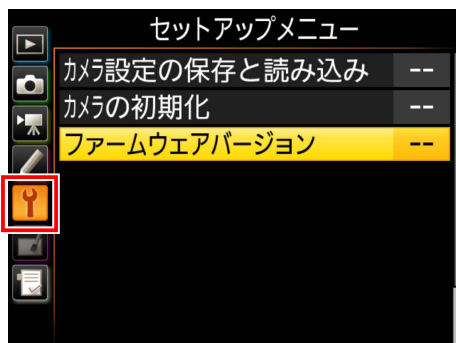 セットアップメニュー
カメラ設定の保存と読み込み --
カメラの初期化 --
ファームウェアバージョン --